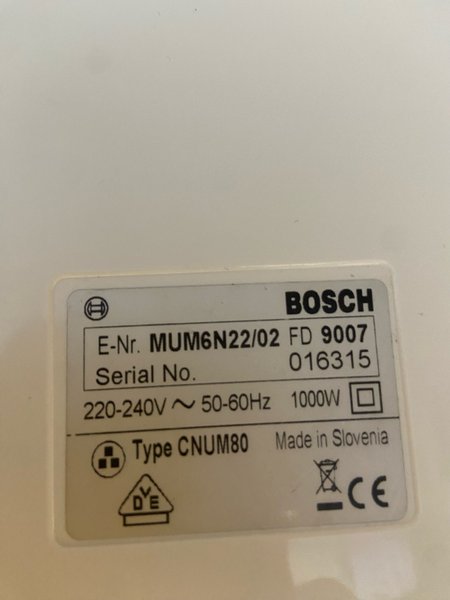 BOSCH
E-Nr. MUM6N22/02 FD 9007
Serial No. 016315
220-240V ~ 50-60Hz 1000W
Type CNUM80 Made in Slovenia
DVE CE